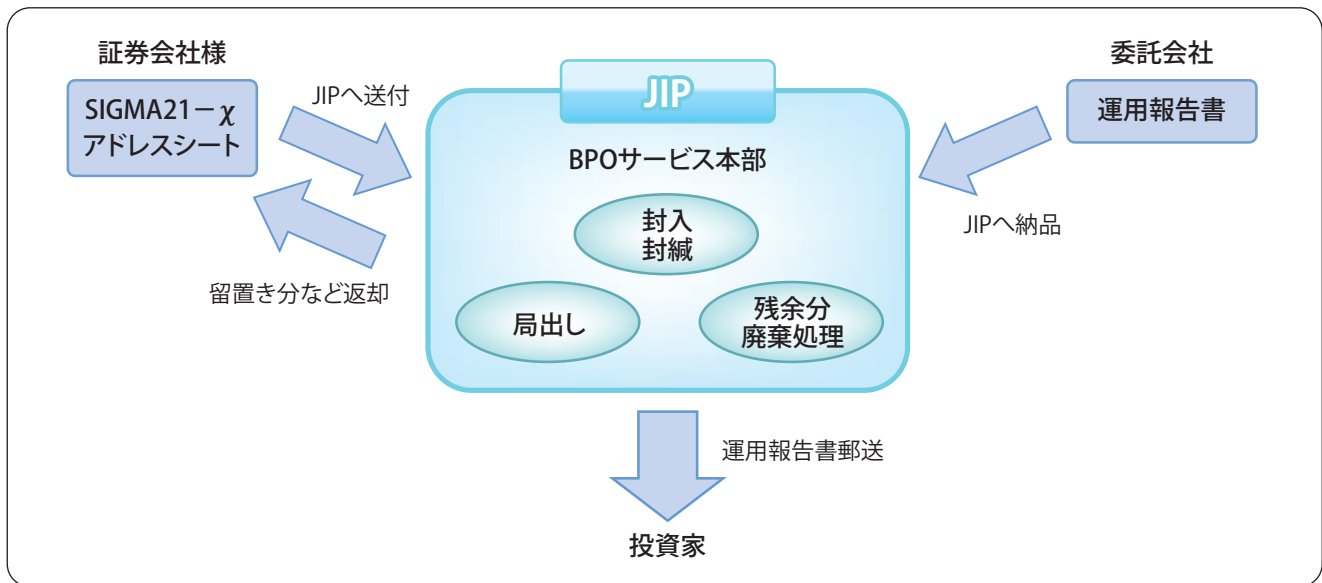 証券会社様
SIGMA21－χ
アドレスシート
JIPへ送付
留置き分など返却
JIP
BPOサービス本部
封入
封緘
局出し
残余分
廃棄処理
委託会社
運用報告書
JIPへ納品
運用報告書郵送
投資家